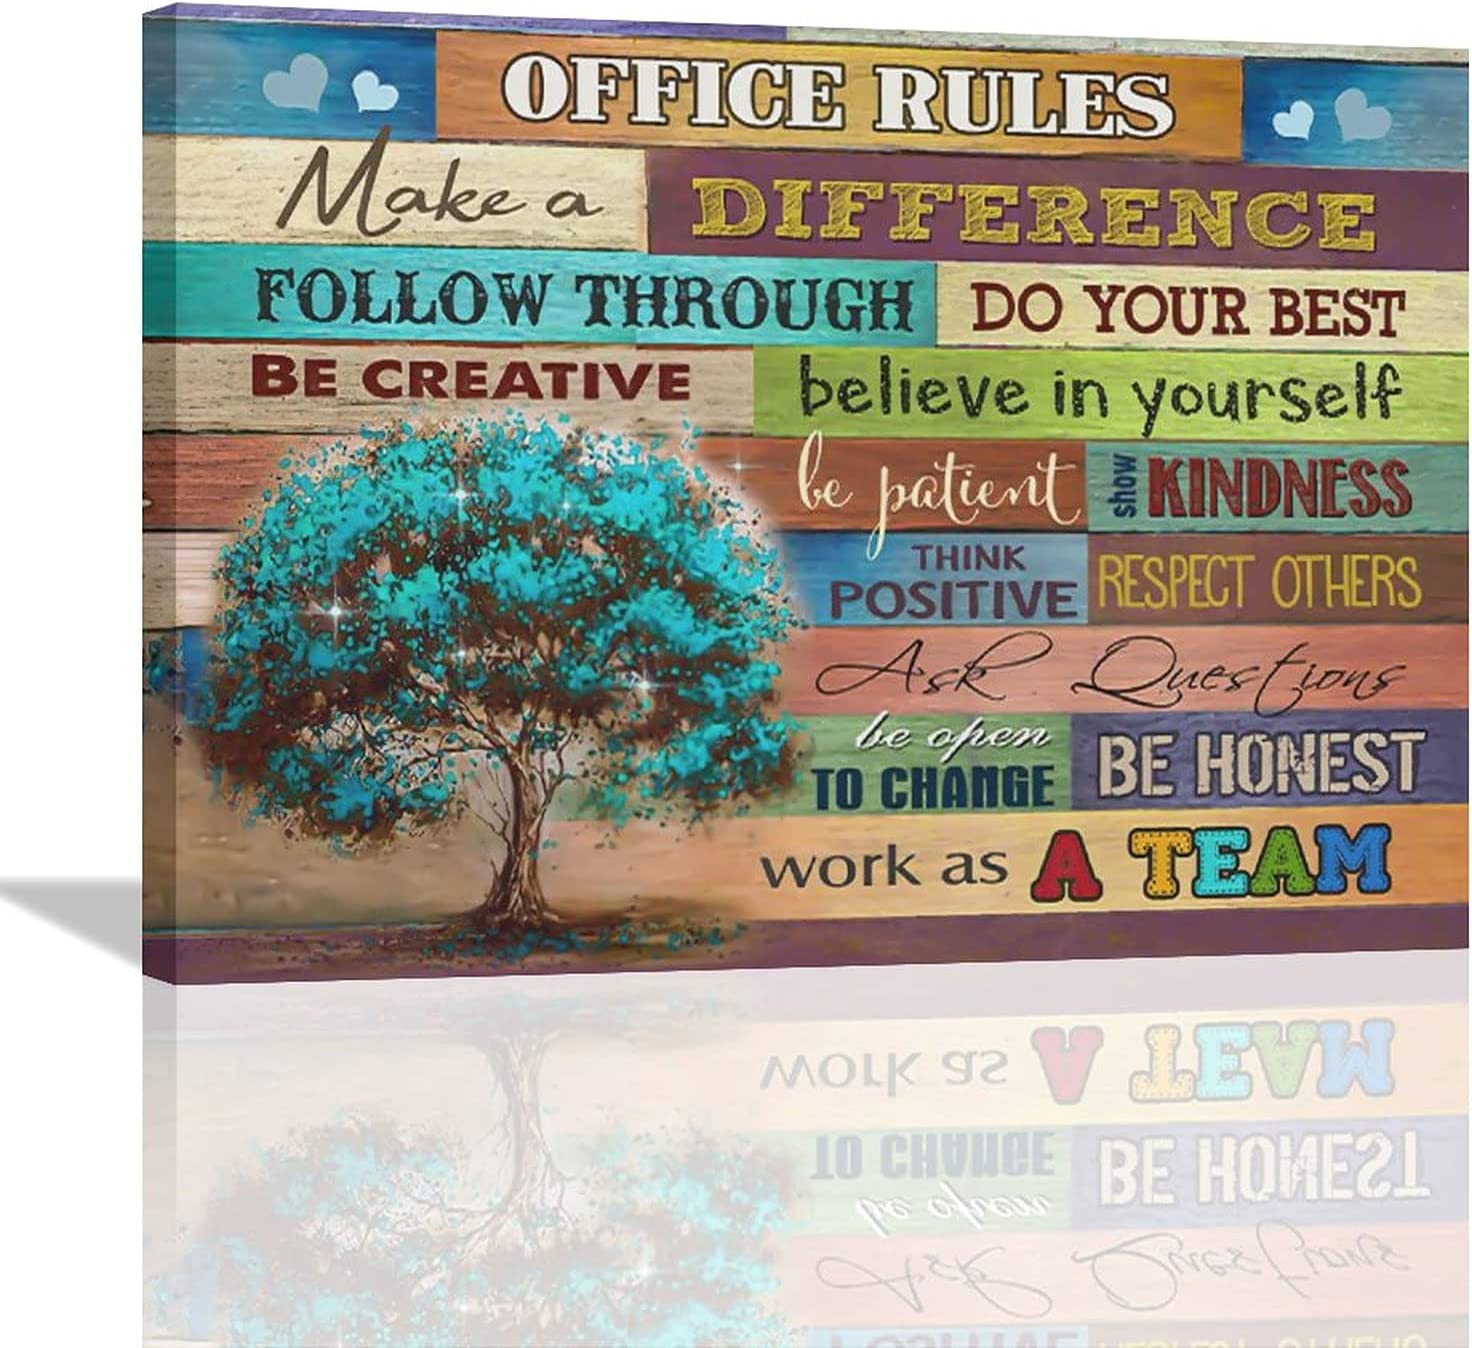 OFFICE RULES
Make a DIFFERENCE
FOLLOW THROUGH DO YOUR BEST
BE CREATIVE believe in yourself
be patient show KINDNESS
THINK
POSITIVE RESPECT OTHERS
Ask Questions
be open
TO CHANGE BE HONEST
work as A TEAM